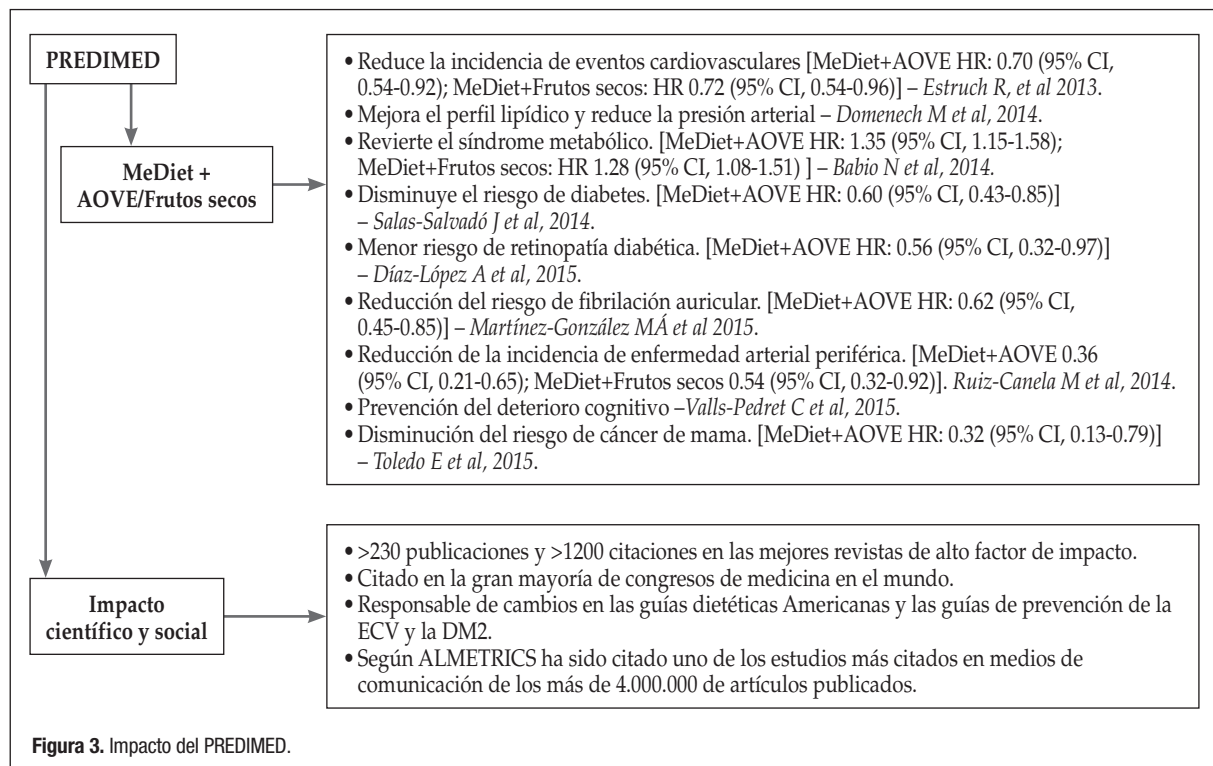 PREDIMED
MeDiet +
AOVE/Frutos secos
• Reduce la incidencia de eventos cardiovasculares [MeDiet+AOVE HR: 0.70 (95% CI,
0.54-0.92); MeDiet+Frutos secos: HR 0.72 (95% CI, 0.54-0.96)] – Estruch R, et al 2013.
• Mejora el perfil lipídico y reduce la presión arterial – Domenech M et al, 2014.
• Revierte el síndrome metabólico. [MeDiet+AOVE HR: 1.35 (95% CI, 1.15-1.58);
MeDiet+Frutos secos: HR 1.28 (95% CI, 1.08-1.51) ] – Babio N et al, 2014.
• Disminuye el riesgo de diabetes. [MeDiet+AOVE HR: 0.60 (95% CI, 0.43-0.85)]
– Salas-Salvadó J et al, 2014.
• Menor riesgo de retinopatía diabética. [MeDiet+AOVE HR: 0.56 (95% CI, 0.32-0.97)]
– Díaz-López A et al, 2015.
• Reducción del riesgo de fibrilación auricular. [MeDiet+AOVE HR: 0.62 (95% CI,
0.45-0.85)] – Martínez-González MÁ et al 2015.
• Reducción de la incidencia de enfermedad arterial periférica. [MeDiet+AOVE 0.36
(95% CI, 0.21-0.65); MeDiet+Frutos secos 0.54 (95% CI, 0.32-0.92)]. Ruiz-Canela M et al, 2014.
• Prevención del deterioro cognitivo –Valls-Pedret C et al, 2015.
• Disminución del riesgo de cáncer de mama. [MeDiet+AOVE HR: 0.32 (95% CI, 0.13-0.79)]
– Toledo E et al, 2015.
Impacto
científico y social
• >230 publicaciones y >1200 citaciones en las mejores revistas de alto factor de impacto.
• Citado en la gran mayoría de congresos de medicina en el mundo.
• Responsable de cambios en las guías dietéticas Americanas y las guías de prevención de la
ECV y la DM2.
• Según ALMETRICS ha sido citado uno de los estudios más citados en medios de
comunicación de los más de 4.000.000 de artículos publicados.
Figura 3. Impacto del PREDIMED.